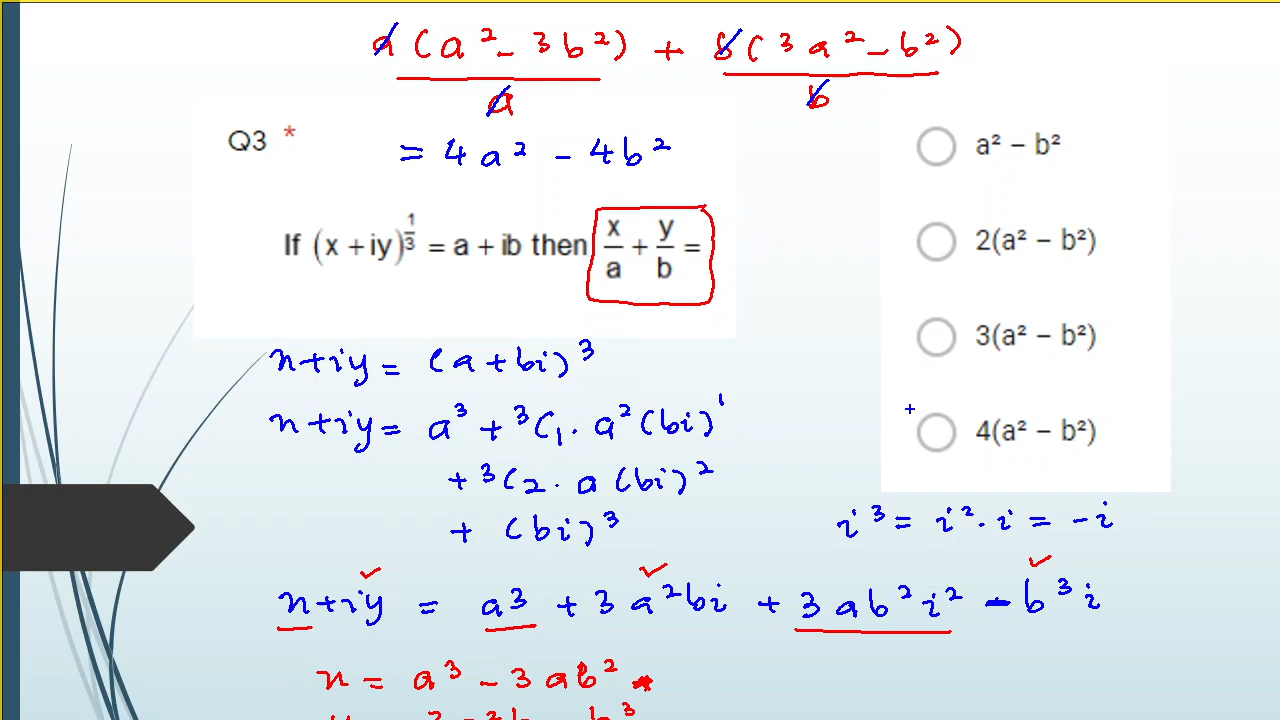 a(a² - 3b²)/a + b(3a² - b²)/b
= 4a² - 4b²
Q3 *
If (x + iy)^(1/3) = a + ib then x/a + y/b =
a² − b²
2(a² − b²)
3(a² − b²)
4(a² − b²)
x+iy = (a+bi)³
x+iy = a³ + ³C₁. a²(bi)¹
+ ³C₂. a (bi)²
+ (bi)³
i³ = i². i = -i
x+iy = a³ + 3a²bi + 3ab²i² - b³i
x = a³ - 3ab²